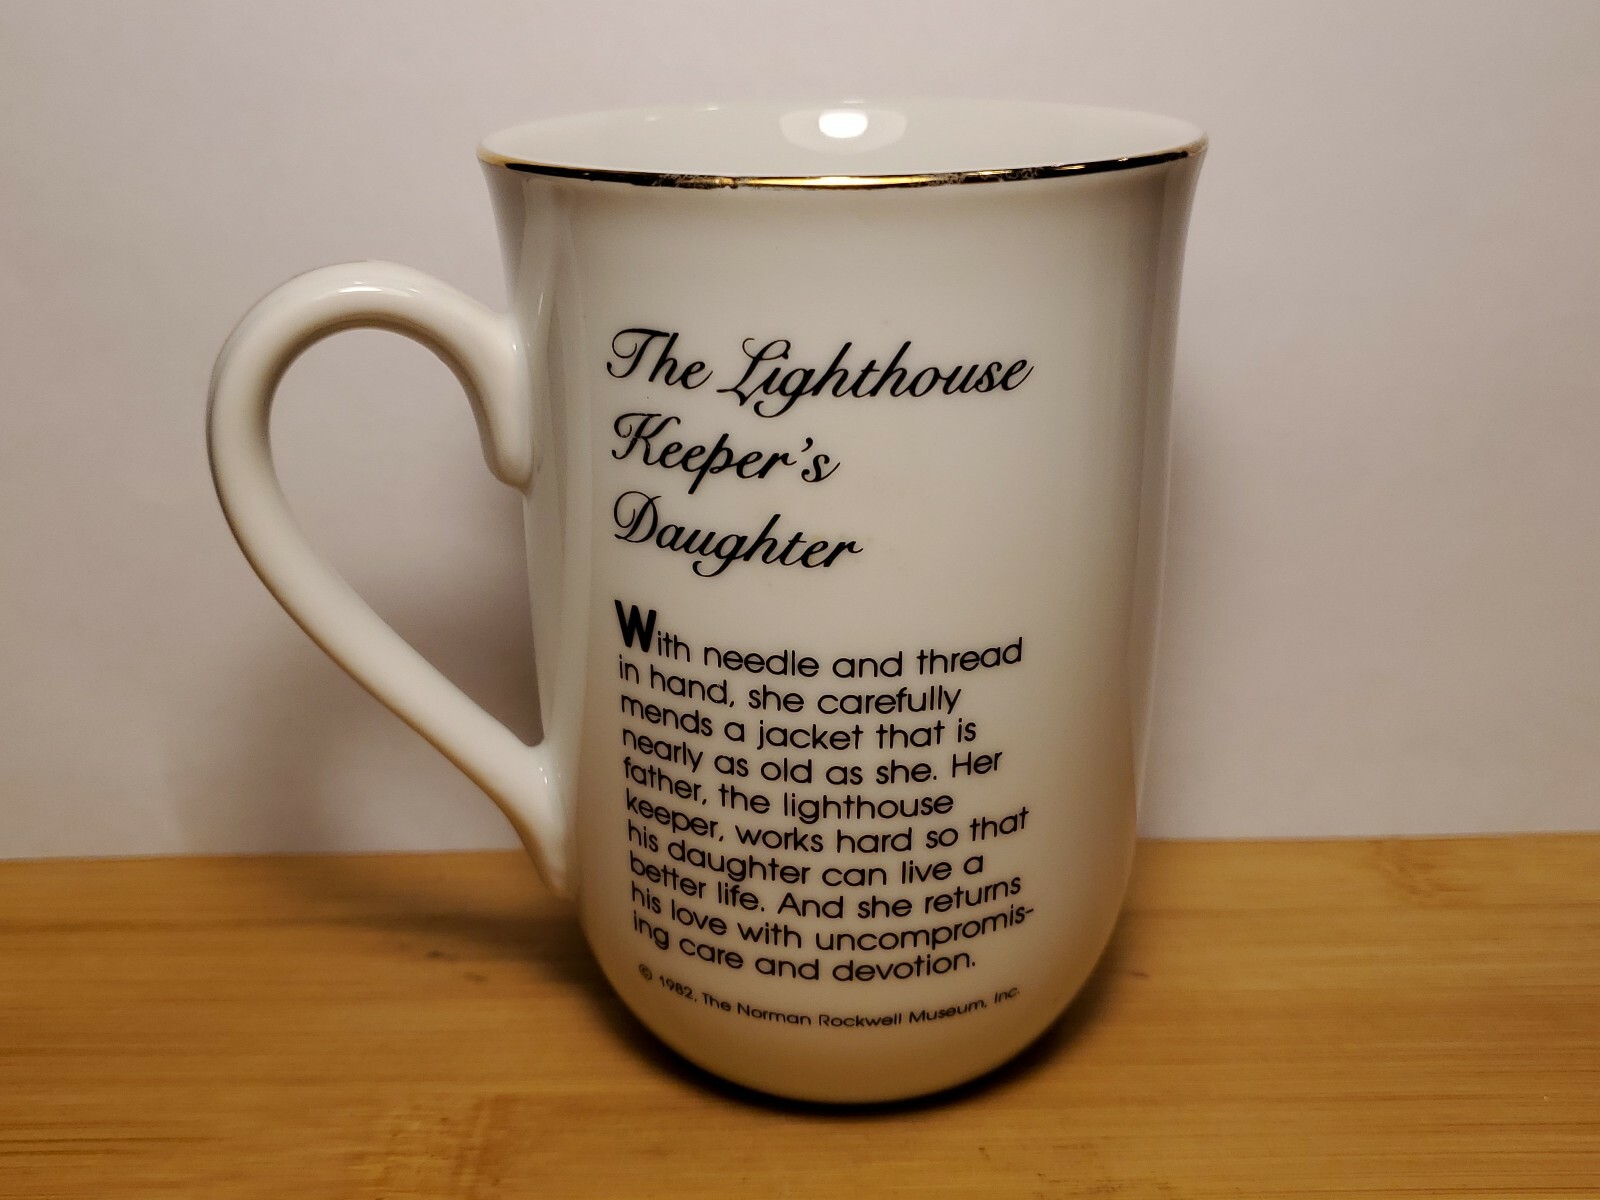 The Lighthouse
Keeper's
Daughter
With needle and thread
in hand, she carefully
mends a jacket that is
nearly as old as she. Her
father, the lighthouse
keeper, works hard so that
his daughter can live a
better life. And she returns
his love with uncompromis-
ing care and devotion.
© 1982, The Norman Rockwell Museum, Inc.